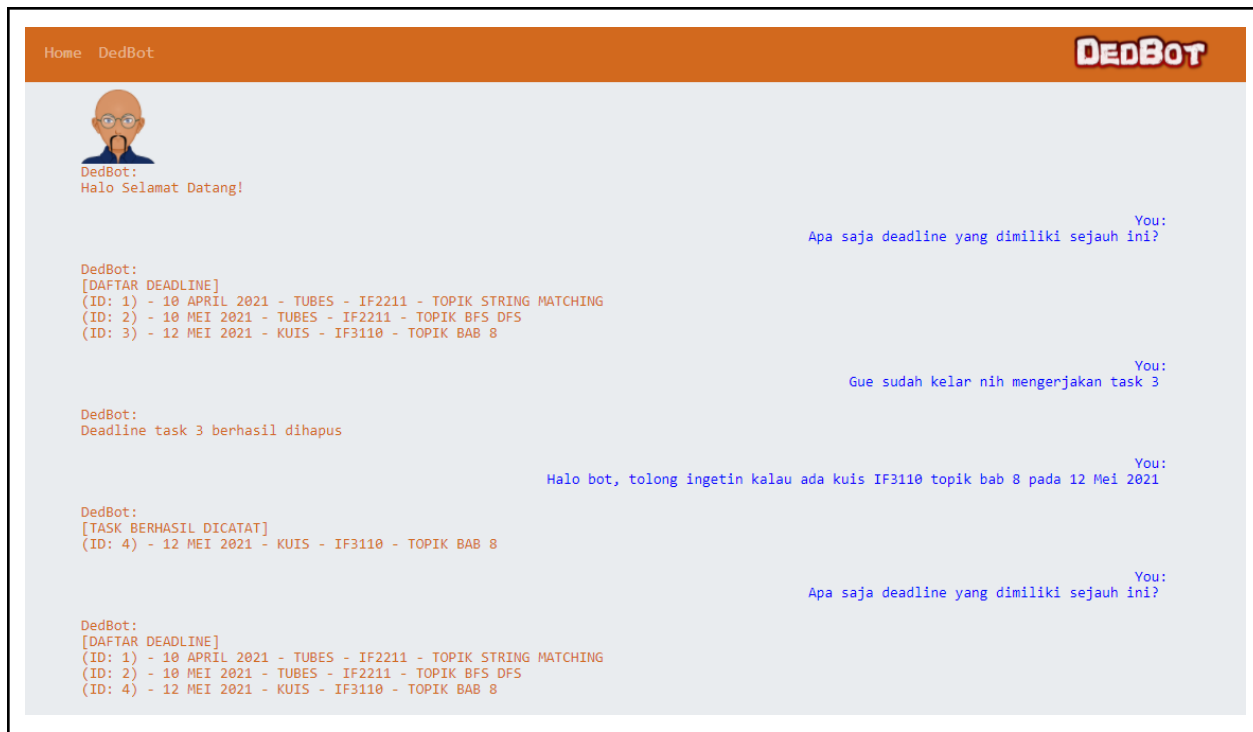 Home DedBot
DEDBOT
DedBot:
Halo Selamat Datang!
You:
Apa saja deadline yang dimiliki sejauh ini?
DedBot:
[DAFTAR DEADLINE]
(ID: 1) - 10 APRIL 2021 - TUBES - IF2211 - TOPIK STRING MATCHING
(ID: 2) - 10 MEI 2021 - TUBES - IF2211 - TOPIK BFS DFS
(ID: 3) - 12 MEI 2021 - KUIS - IF3110 - TOPIK BAB 8
You:
Gue sudah kelar nih mengerjakan task 3
DedBot:
Deadline task 3 berhasil dihapus
You:
Halo bot, tolong ingetin kalau ada kuis IF3110 topik bab 8 pada 12 Mei 2021
DedBot:
[TASK BERHASIL DICATAT]
(ID: 4) - 12 MEI 2021 - KUIS - IF3110 - TOPIK BAB 8
You:
Apa saja deadline yang dimiliki sejauh ini?
DedBot:
[DAFTAR DEADLINE]
(ID: 1) - 10 APRIL 2021 - TUBES - IF2211 - TOPIK STRING MATCHING
(ID: 2) - 10 MEI 2021 - TUBES - IF2211 - TOPIK BFS DFS
(ID: 4) - 12 MEI 2021 - KUIS - IF3110 - TOPIK BAB 8